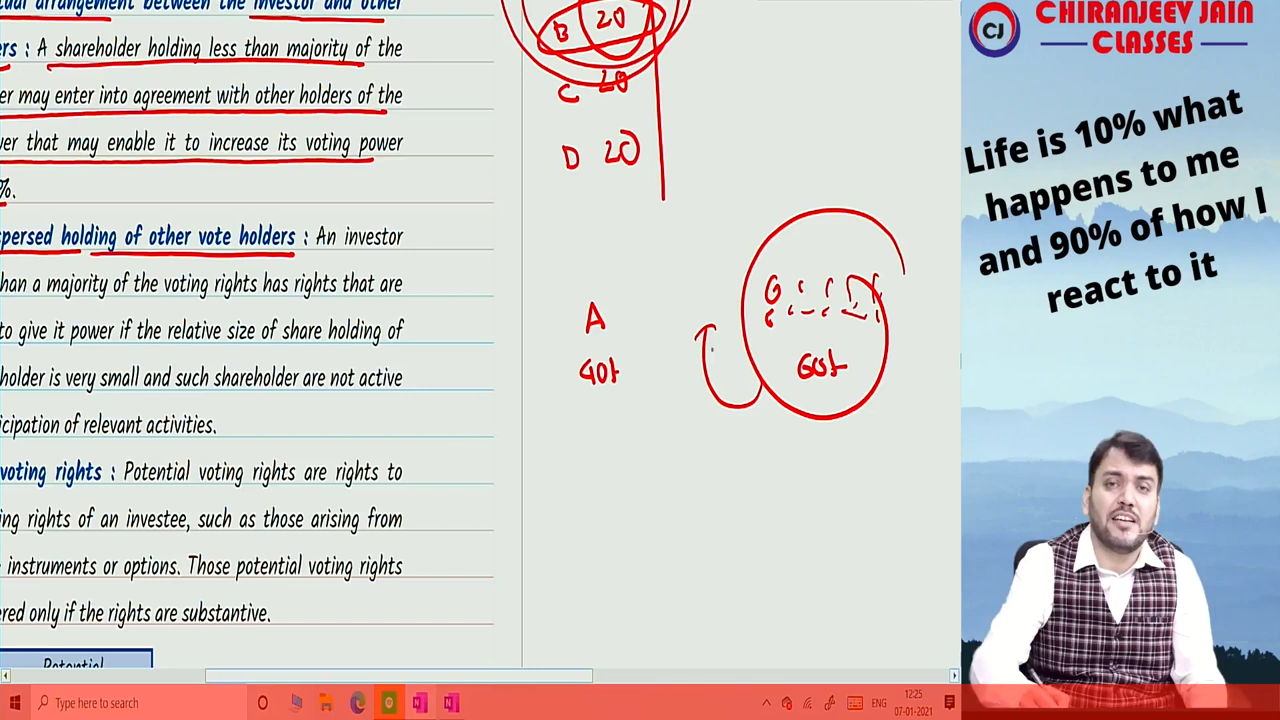 tual arrangement between the investor and other
ers : A shareholder holding less than majority of the
er may enter into agreement with other holders of the
wer that may enable it to increase its voting power
%.
spersed holding of other vote holders : An investor
han a majority of the voting rights has rights that are
to give it power if the relative size of share holding of
holder is very small and such shareholder are not active
icipation of relevant activities.
voting rights : Potential voting rights are rights to
ng rights of an investee, such as those arising from
instruments or options. Those potential voting rights
ered only if the rights are substantive.
Potential
B 20
C 20
D 20
A
CJ
CHIRANJEEV JAIN
CLASSES
Life is 10% what
happens to me
and 90% of how I
react to it
Type here to search
ENG
12:25
07-01-2021